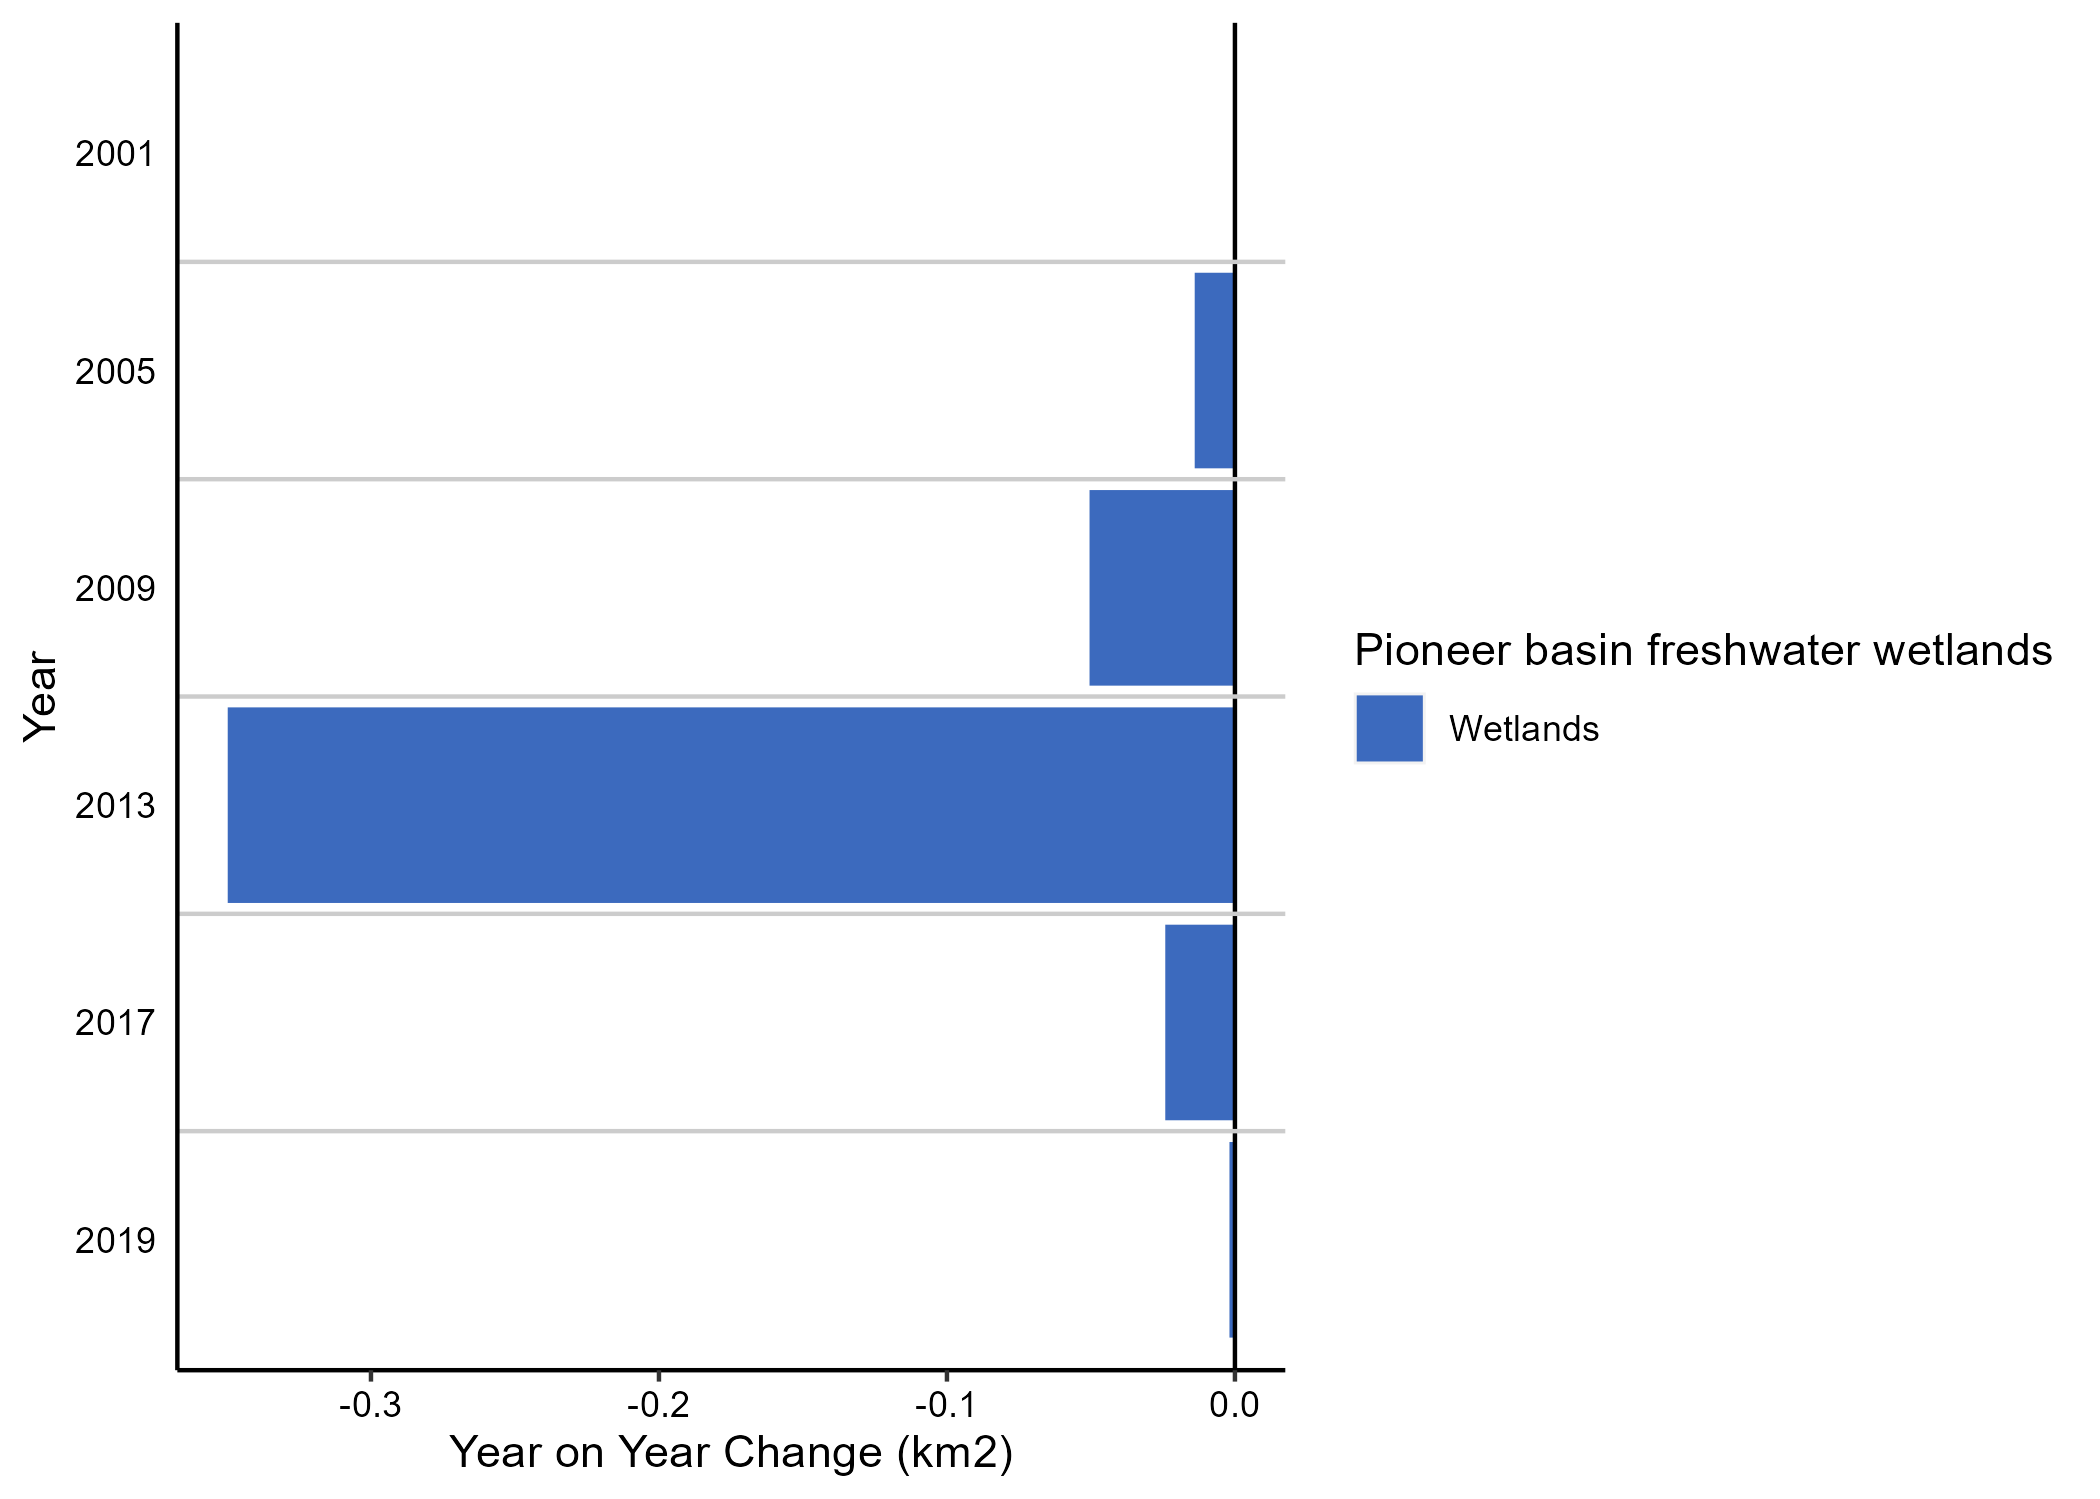 2001
2005
2009
2013
2017
2019
Year
-0.3 -0.2 -0.1 0.0
Year on Year Change (km2)
Pioneer basin freshwater wetlands
Wetlands